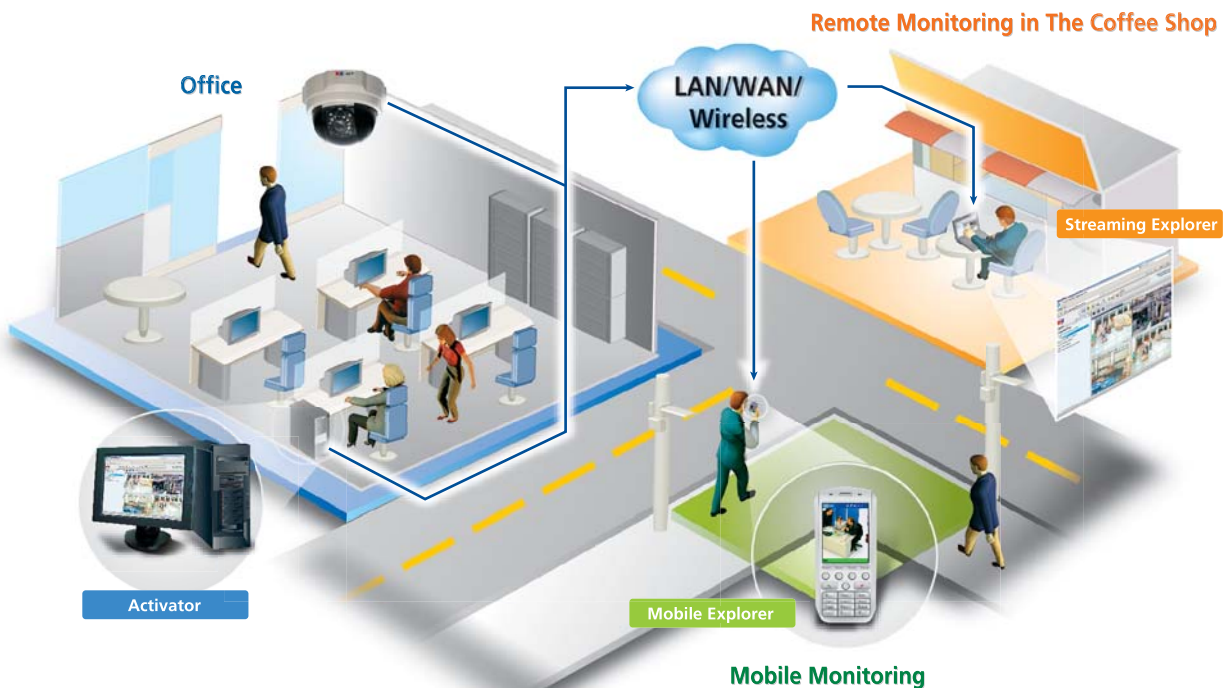 Remote Monitoring in The Coffee Shop
Office
LAN/WAN/
Wireless
Streaming Explorer
Activator
Mobile Explorer
Mobile Monitoring